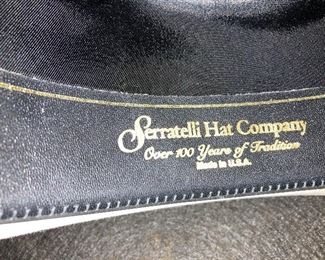 Serratelli Hat Company
Over 100 Years of Tradition
Made in U.S.A.